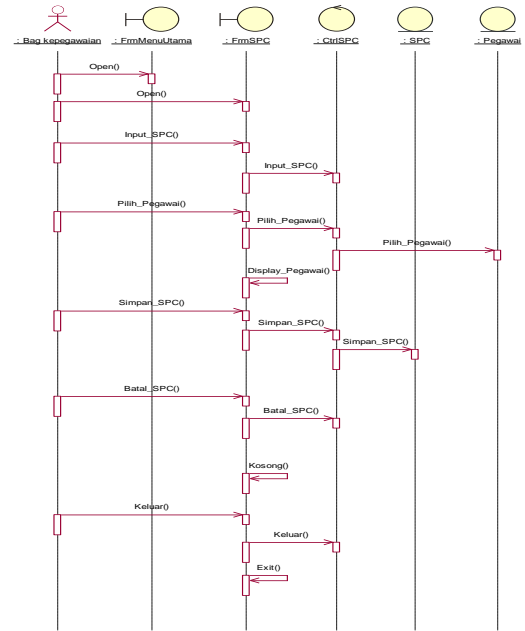 : Bag kepegawaian
: FrmMenuUtama
: FrmSPC
: CtrlSPC
: SPC
: Pegawai
Open()
Open()
Input_SPC()
Input_SPC()
Pilih_Pegawai()
Pilih_Pegawai()
Pilih_Pegawai()
Display_Pegawai()
Simpan_SPC()
Simpan_SPC()
Simpan_SPC()
Batal_SPC()
Batal_SPC()
Kosong()
Keluar()
Keluar()
Exit()